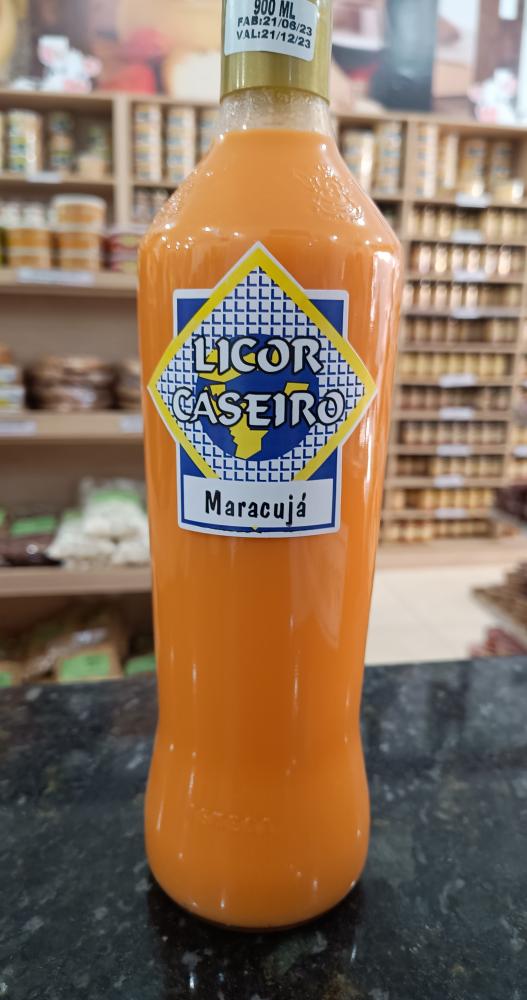 900 ML
FAB:21/06/23
VAL:21/12/23
LICOR
CASEIRO
Maracujá